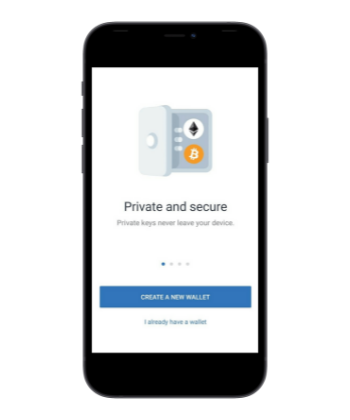 Private and secure
Private keys never leave your device.
CREATE A NEW WALLET
I already have a wallet